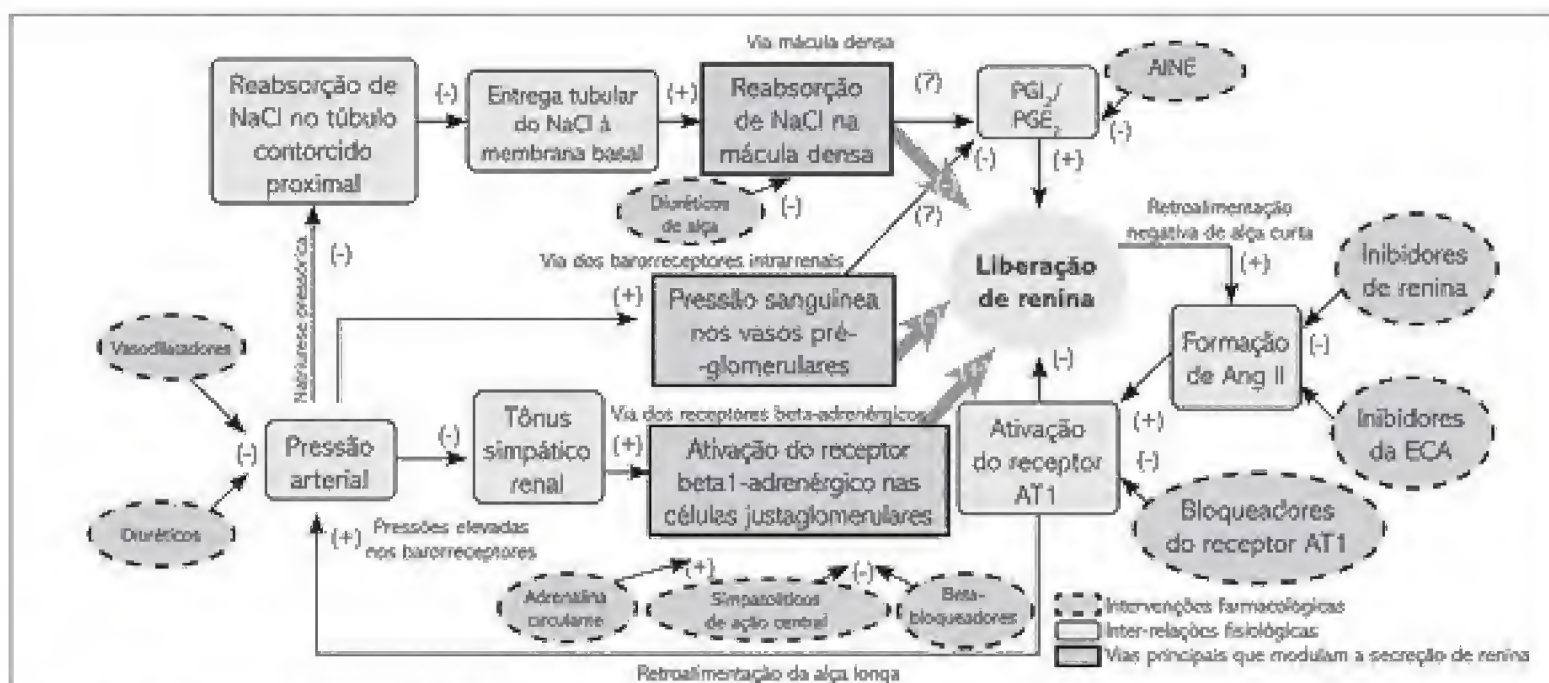 Via mácula densa
Reabsorção de
NaCl no túbulo
contorcido
proximal
(-)
Entrega tubular
do NaCl à
membrana basal
(+)
Reabsorção
de NaCl na
mácula densa
(?)
PGI2/
PGE2
AINE
(-)
(-)
(+)
Diuréticos
de alça
(-)
(?)
Retroalimentação
negativa de alça curta
(+)
Natriurese pressórica
(-)
Via dos barorreceptores intrarrenais
(+)
Pressão sanguínea
nos vasos pré-
-glomerulares
Liberação
de renina
Inibidores
de renina
(-)
Formação
de Ang II
Vasodilatadores
(-)
Pressão
arterial
(-)
Tônus
simpático
renal
Via dos receptores beta-adrenérgicos
(+)
Ativação do receptor
beta1-adrenérgico nas
células justaglomerulares
(-)
Ativação
do receptor
AT1
(+)
(-)
Inibidores
da ECA
Bloqueadores
do receptor AT1
Diuréticos
(+)
Pressões elevadas
nos barorreceptores
Adrenalina
circulante
(+)
Simpatolíticos
de ação central
(-)
Beta-
bloqueadores
Intervenções farmacológicas
Inter-relações fisiológicas
Vias principais que modulam a secreção de renina
Retroalimentação da alça longa